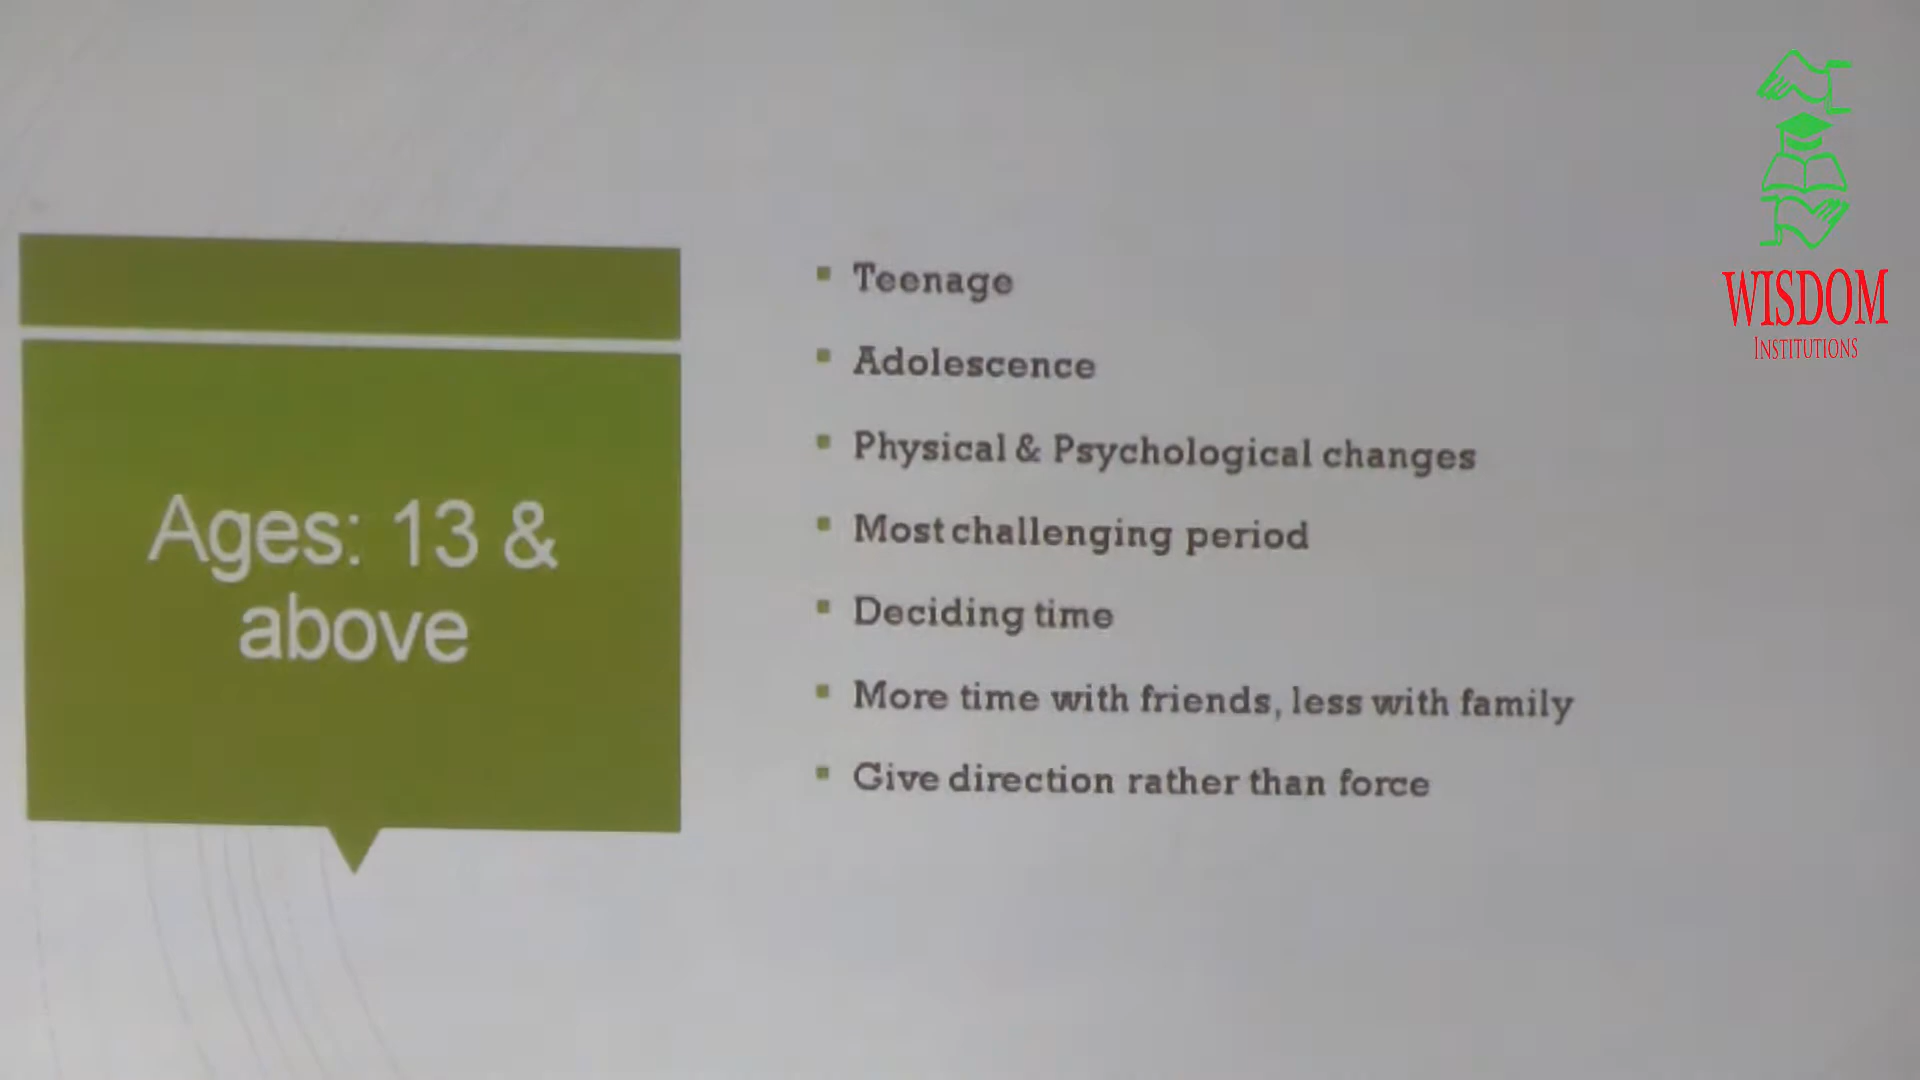 Ages: 13 &
above
Teenage
Adolescence
Physical & Psychological changes
Most challenging period
Deciding time
More time with friends, less with family
Give direction rather than force
WISDOM
INSTITUTIONS